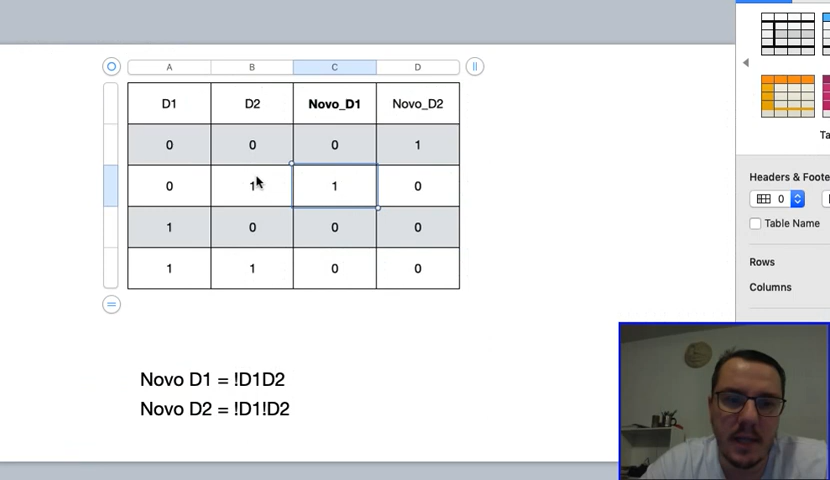 A B C D
D1 D2 Novo_D1 Novo_D2
0 0 0 1
0 1 1 0
1 0 0 0
1 1 0 0
Novo D1 = !D1D2
Novo D2 = !D1!D2
Headers & Foote
0
Table Name
Rows
Columns